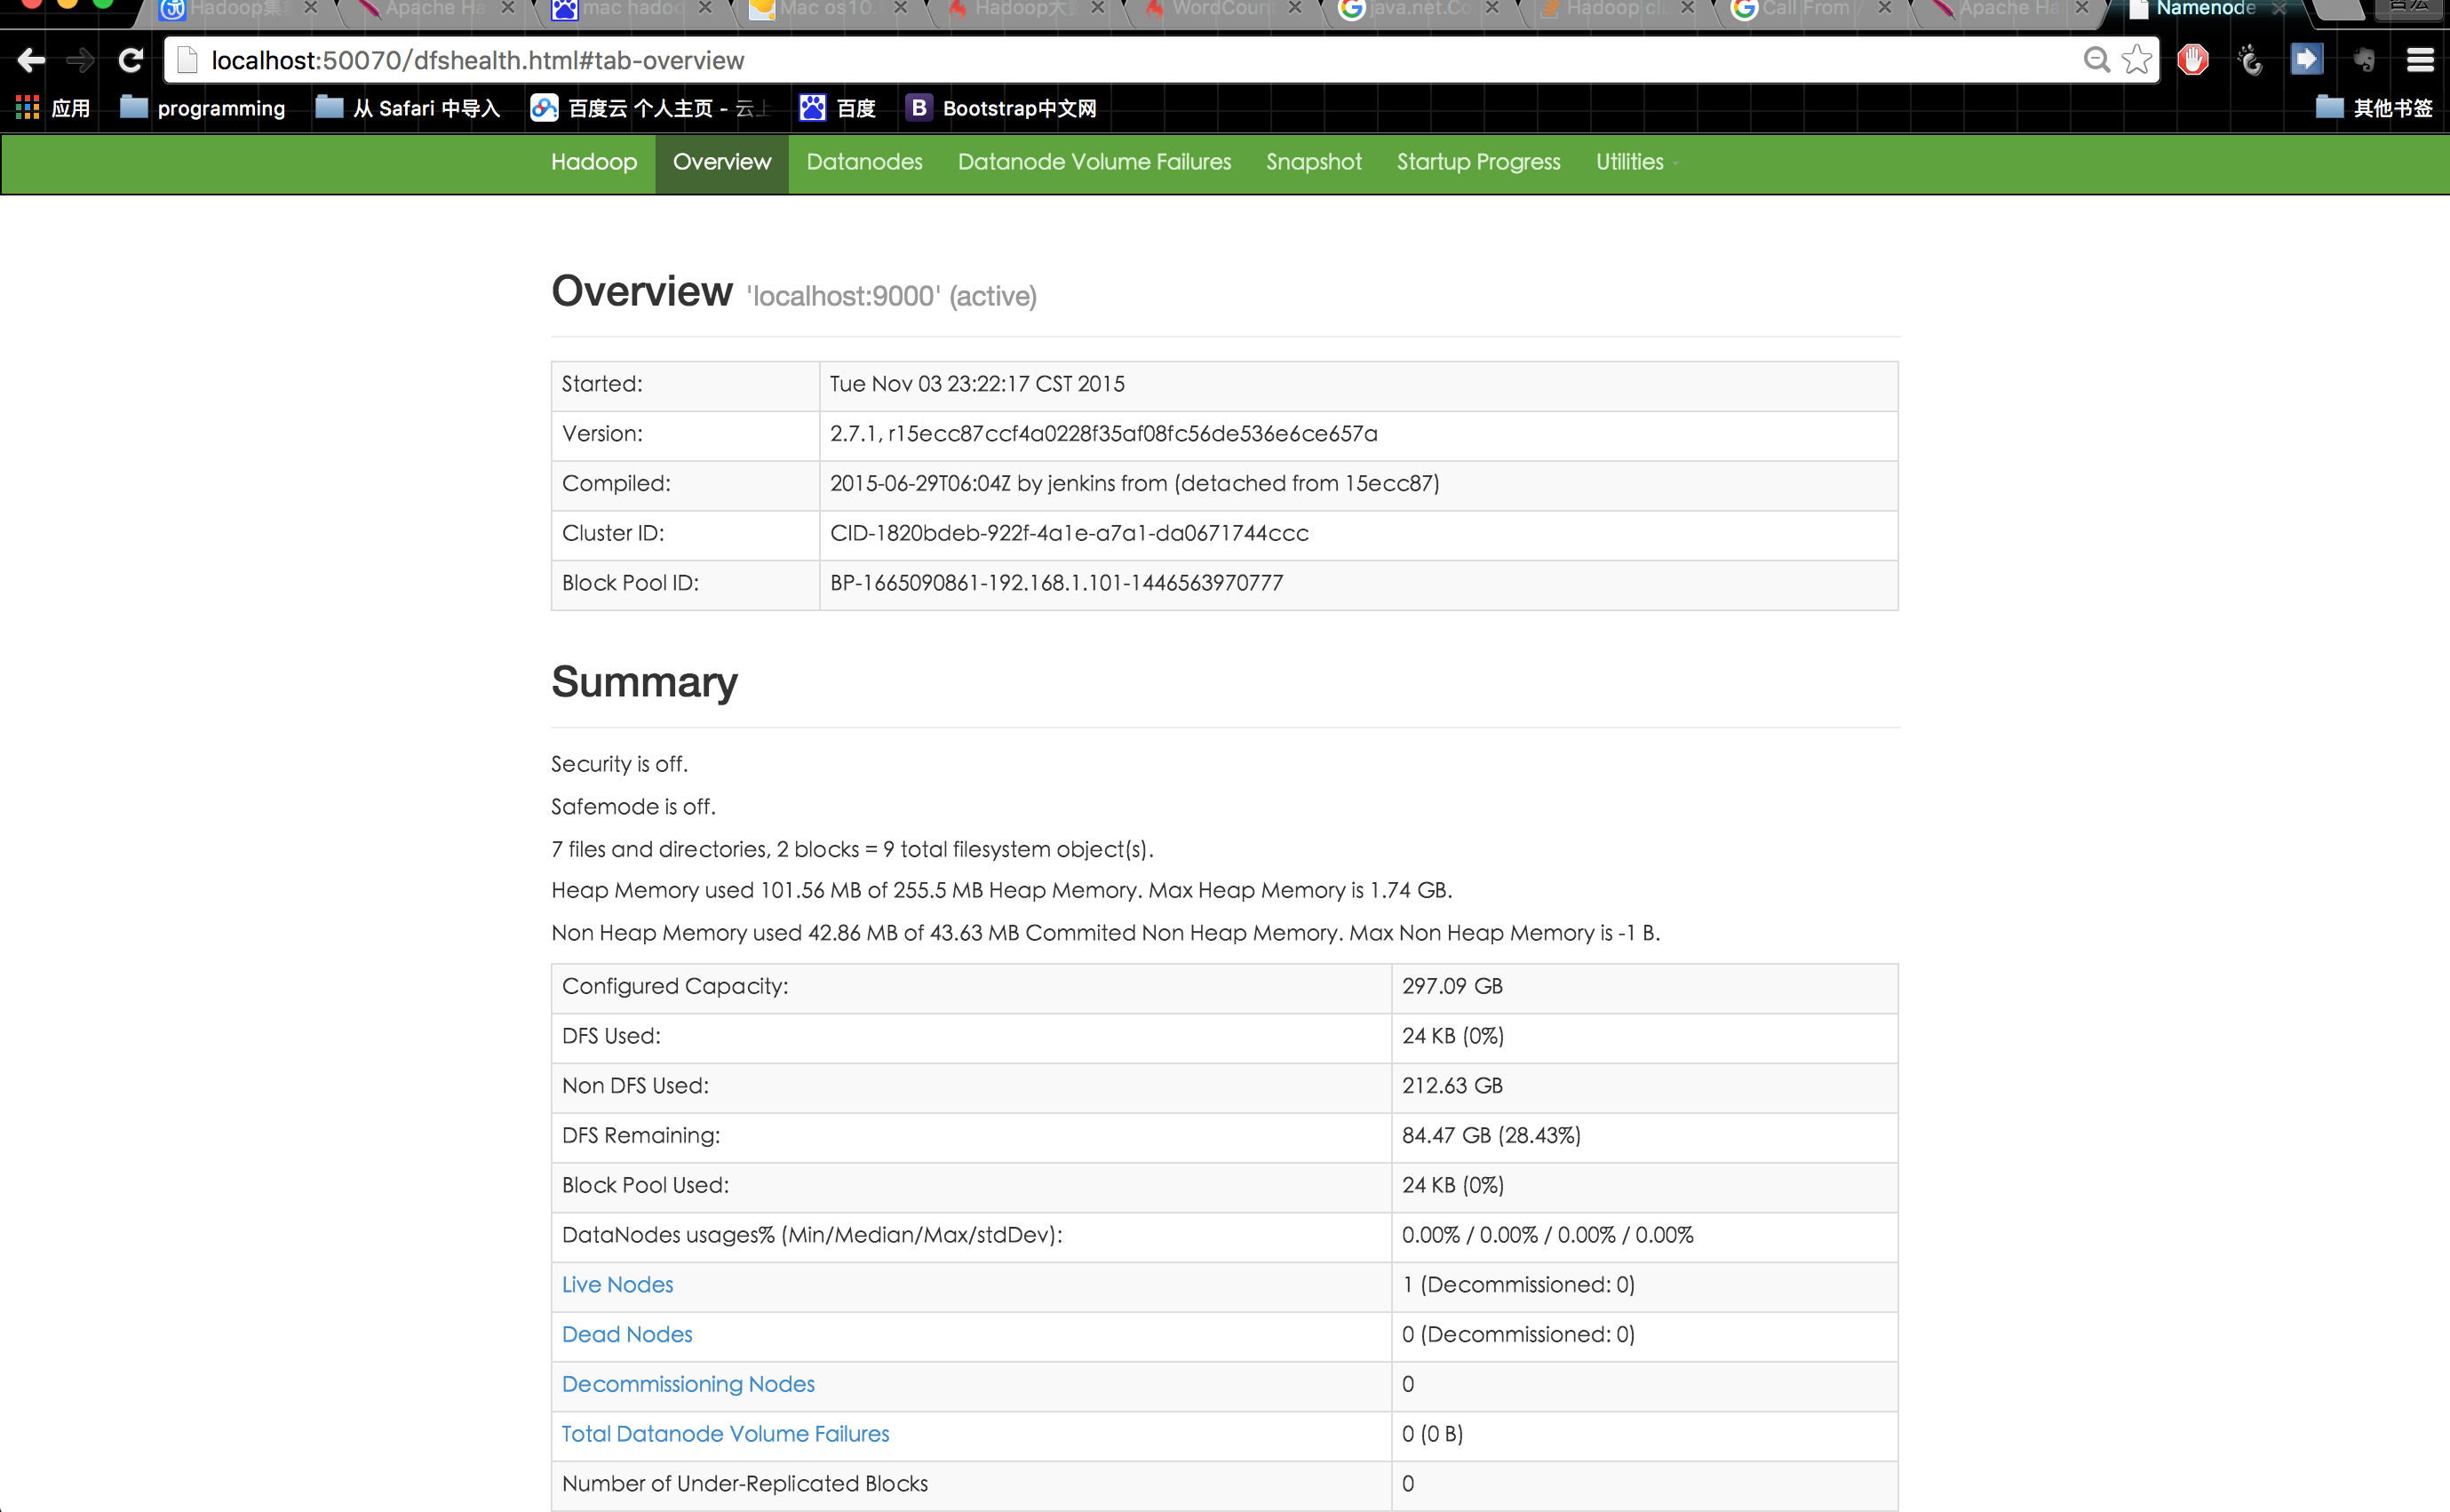 Hadoop集
Apache Ha
mac hadoo
Mac os10.
Hadoop大
WordCount
java.net.Co
Hadoop clu
Call From
Apache Ha
Namenode
localhost:50070/dfshealth.html#tab-overview
应用 programming 从 Safari 中导入 百度云 个人主页 - 云上 百度 B Bootstrap中文网 其他书签
Hadoop Overview Datanodes Datanode Volume Failures Snapshot Startup Progress Utilities
Overview 'localhost:9000' (active)
Started: Tue Nov 03 23:22:17 CST 2015
Version: 2.7.1, r15ecc87ccf4a0228f35af08fc56de536e6ce657a
Compiled: 2015-06-29T06:04Z by jenkins from (detached from 15ecc87)
Cluster ID: CID-1820bdeb-922f-4a1e-a7a1-da0671744ccc
Block Pool ID: BP-1665090861-192.168.1.101-1446563970777
Summary
Security is off.
Safemode is off.
7 files and directories, 2 blocks = 9 total filesystem object(s).
Heap Memory used 101.56 MB of 255.5 MB Heap Memory. Max Heap Memory is 1.74 GB.
Non Heap Memory used 42.86 MB of 43.63 MB Commited Non Heap Memory. Max Non Heap Memory is -1 B.
Configured Capacity: 297.09 GB
DFS Used: 24 KB (0%)
Non DFS Used: 212.63 GB
DFS Remaining: 84.47 GB (28.43%)
Block Pool Used: 24 KB (0%)
DataNodes usages% (Min/Median/Max/stdDev): 0.00% / 0.00% / 0.00% / 0.00%
Live Nodes 1 (Decommissioned: 0)
Dead Nodes 0 (Decommissioned: 0)
Decommissioning Nodes 0
Total Datanode Volume Failures 0 (0 B)
Number of Under-Replicated Blocks 0